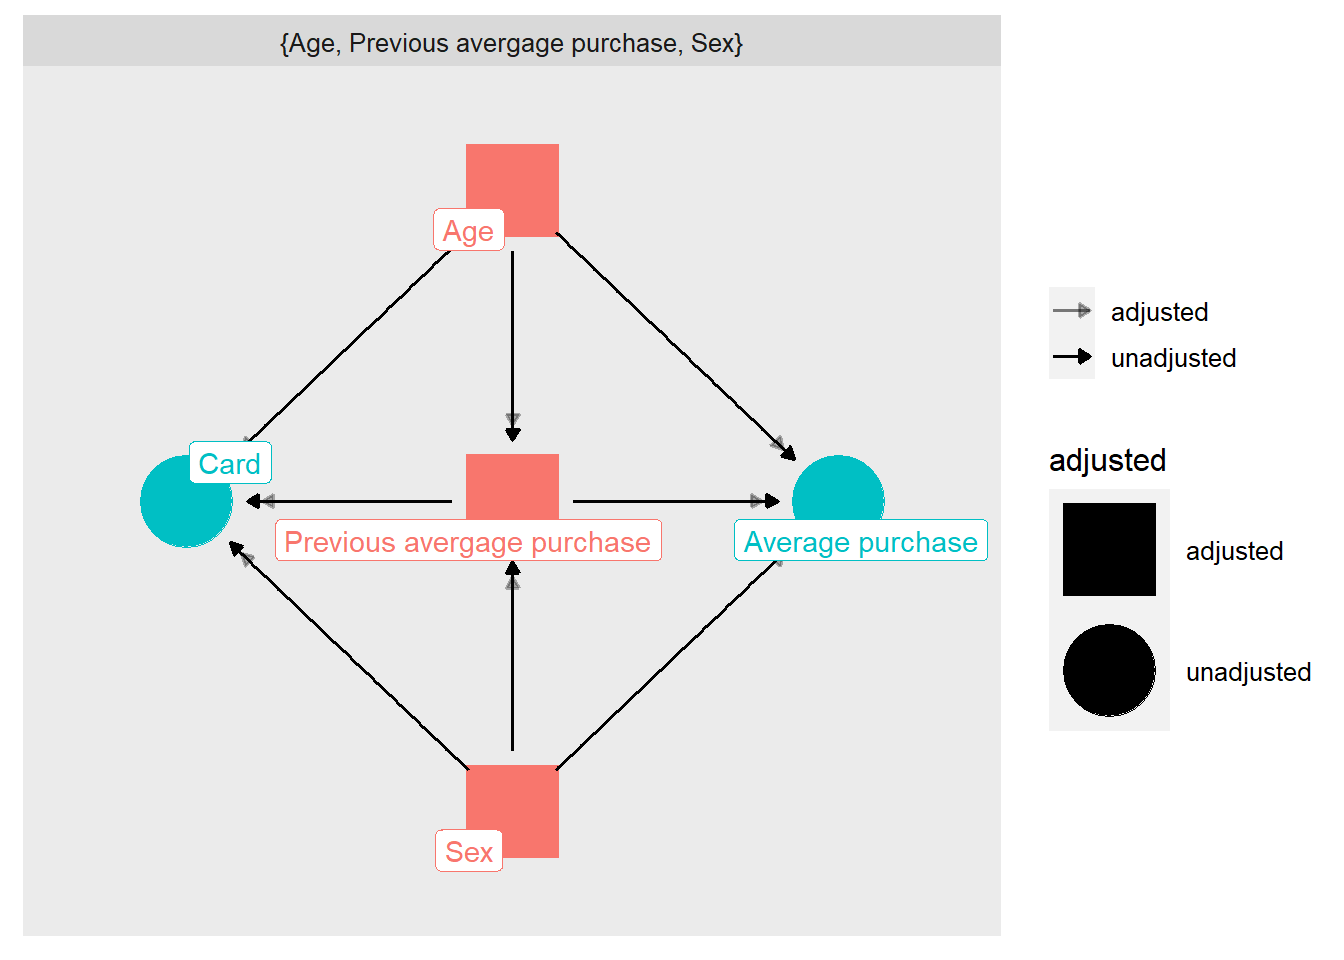 {Age, Previous avergage purchase, Sex}
Age
Card
Previous avergage purchase
Average purchase
Sex
adjusted
unadjusted
adjusted
adjusted
unadjusted